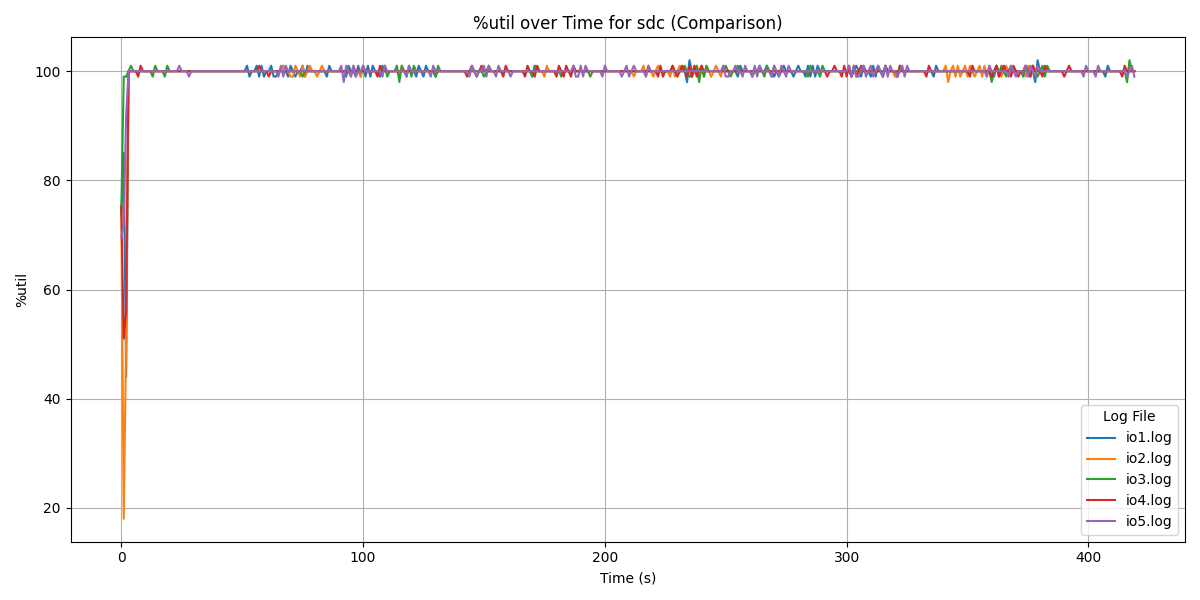 %util over Time for sdc (Comparison)
100
80
60
40
20
%util
0
100
200
300
400
Time (s)
Log File
io1.log
io2.log
io3.log
io4.log
io5.log